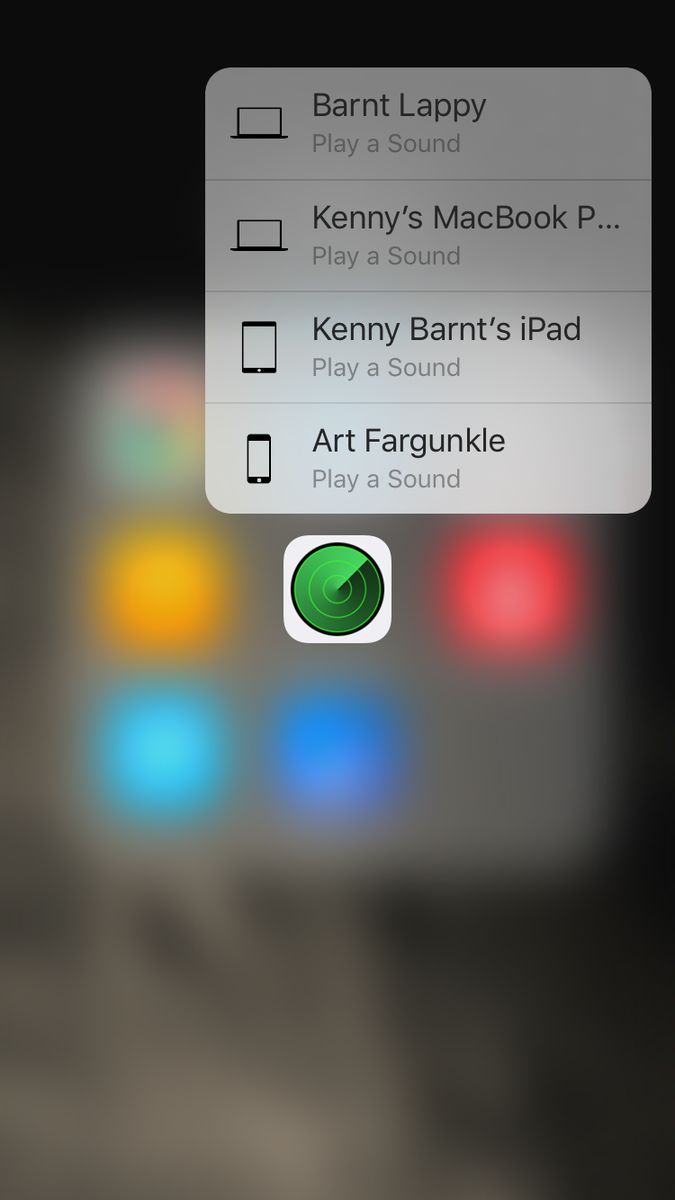 Barnt Lappy
Play a Sound
Kenny’s MacBook P...
Play a Sound
Kenny Barnt’s iPad
Play a Sound
Art Fargunkle
Play a Sound